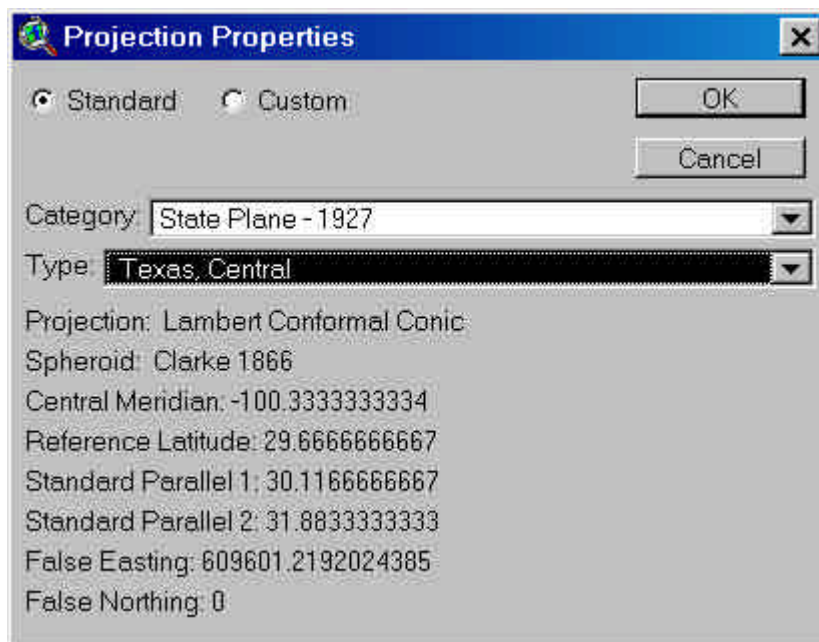 Projection Properties
Standard Custom OK
Cancel
Category: State Plane - 1927
Type: Texas, Central
Projection: Lambert Conformal Conic
Spheroid: Clarke 1866
Central Meridian: -100.3333333334
Reference Latitude: 29.6666666667
Standard Parallel 1: 30.1166666667
Standard Parallel 2: 31.8833333333
False Easting: 609601.2192024385
False Northing: 0